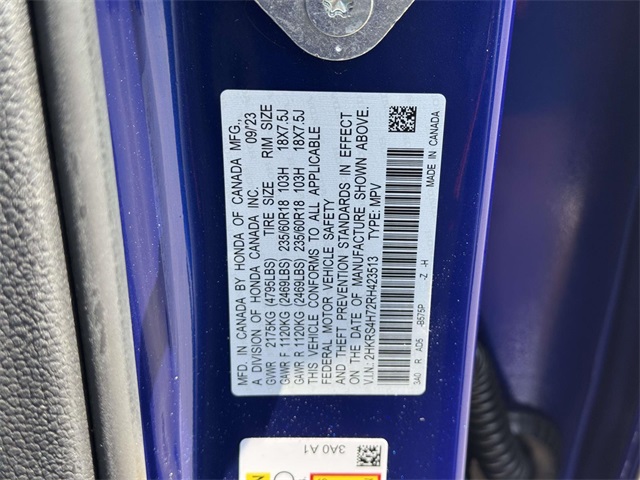 MFD. IN CANADA BY HONDA OF CANADA MFG.,
A DIVISION OF HONDA CANADA INC. 09/23
GVWR 2175KG (4795LBS) TIRE SIZE RIM SIZE
GAWR F 1120KG (2469LBS) 235/60R18 103H 18X7.5J
GAWR R 1120KG (2469LBS) 235/60R18 103H 18X7.5J
THIS VEHICLE CONFORMS TO ALL APPLICABLE
FEDERAL MOTOR VEHICLE SAFETY
AND THEFT PREVENTION STANDARDS IN EFFECT
ON THE DATE OF MANUFACTURE SHOWN ABOVE.
V.I.N: 2HKRS4H72RH423513 TYPE: MPV
3A0 R AD5 -B575P -Z -H
MADE IN CANADA
3A0 A1